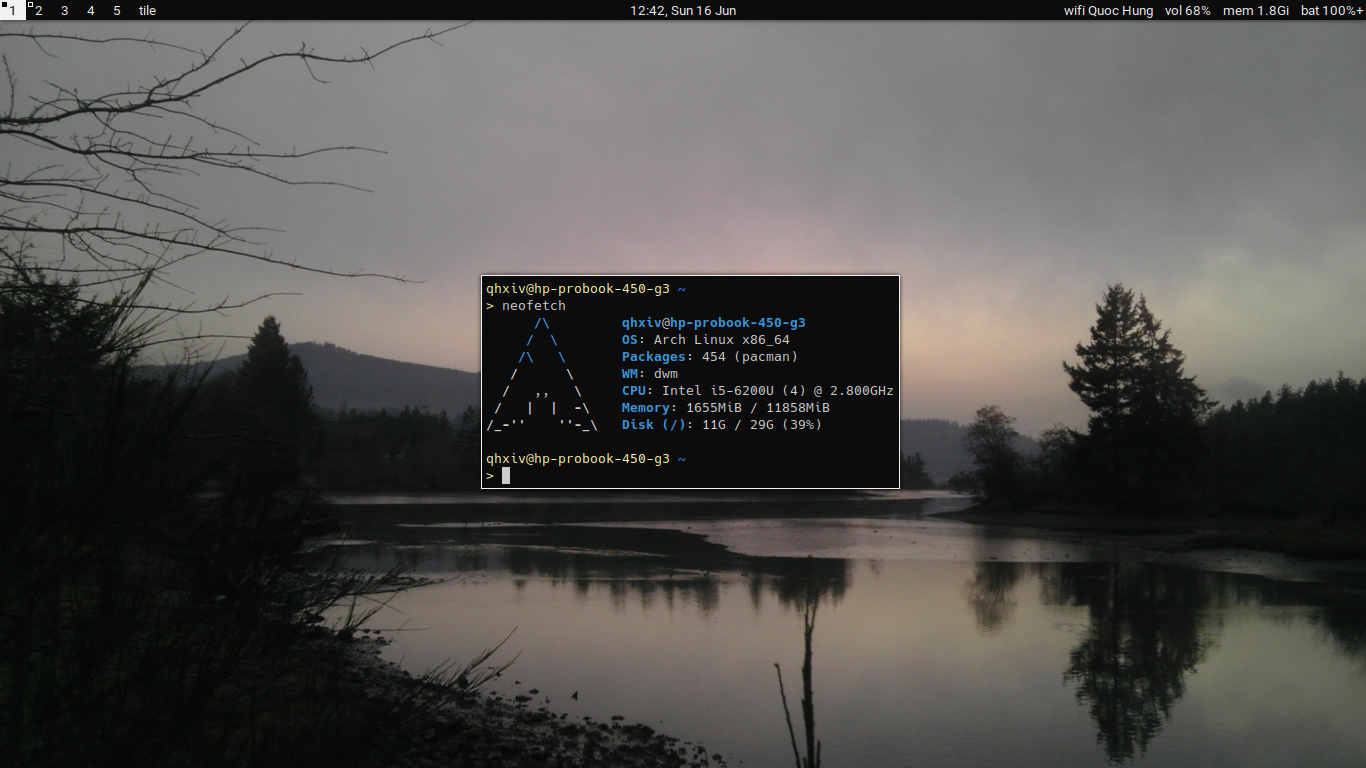 1 2 3 4 5 tile 12:42, Sun 16 Jun wifi Quoc Hung vol 68% mem 1.8Gi bat 100%+
qhxiv@hp-probook-450-g3 ~
> neofetch
/\ qhxiv@hp-probook-450-g3
/ \ OS: Arch Linux x86_64
/\ \ Packages: 454 (pacman)
/ \ WM: dwm
/ ,, \ CPU: Intel i5-6200U (4) @ 2.800GHz
/ | | -\ Memory: 1655MiB / 11858MiB
/_-'' ''-_\ Disk (/): 11G / 29G (39%)
qhxiv@hp-probook-450-g3 ~
>